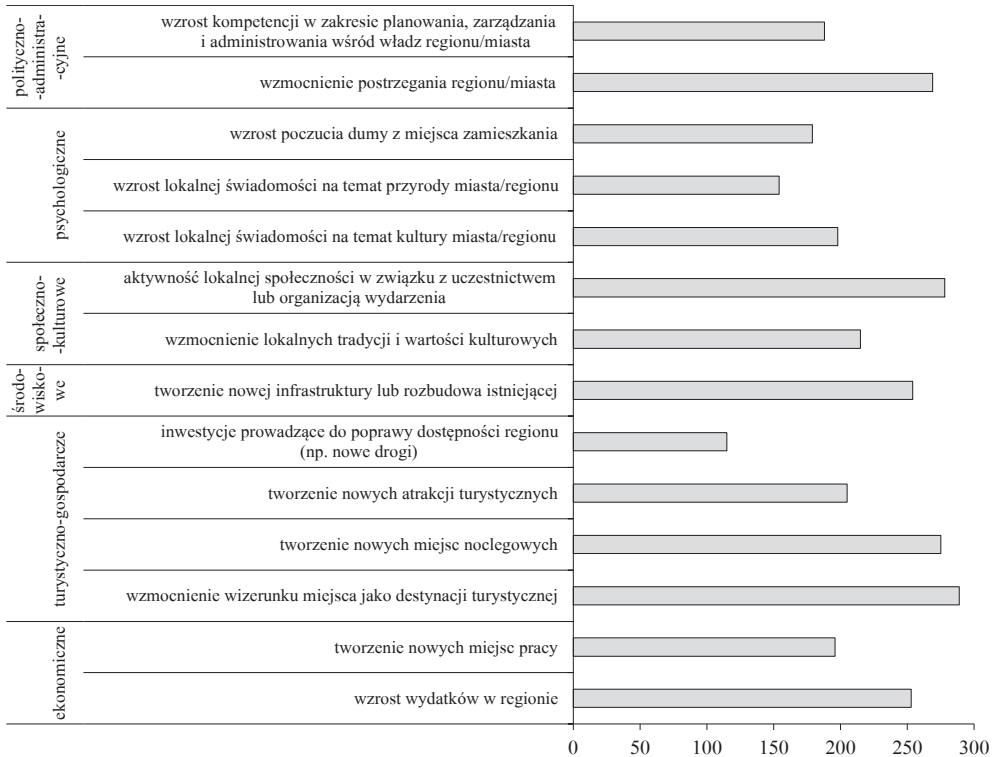 polityczno-
-administra-
-cyjne
wzrost kompetencji w zakresie planowania, zarządzania
i administrowania wśród władz regionu/miasta
wzmocnienie postrzegania regionu/miasta
psychologiczne
wzrost poczucia dumy z miejsca zamieszkania
wzrost lokalnej świadomości na temat przyrody miasta/regionu
wzrost lokalnej świadomości na temat kultury miasta/regionu
społeczno-
-kulturowe
aktywność lokalnej społeczności w związku z uczestnictwem
lub organizacją wydarzenia
wzmocnienie lokalnych tradycji i wartości kulturowych
środo-
wisko-
we
tworzenie nowej infrastruktury lub rozbudowa istniejącej
turystyczno-gospodarcze
inwestycje prowadzące do poprawy dostępności regionu
(np. nowe drogi)
tworzenie nowych atrakcji turystycznych
tworzenie nowych miejsc noclegowych
wzmocnienie wizerunku miejsca jako destynacji turystycznej
ekonomiczne
tworzenie nowych miejsc pracy
wzrost wydatków w regionie
0 50 100 150 200 250 300